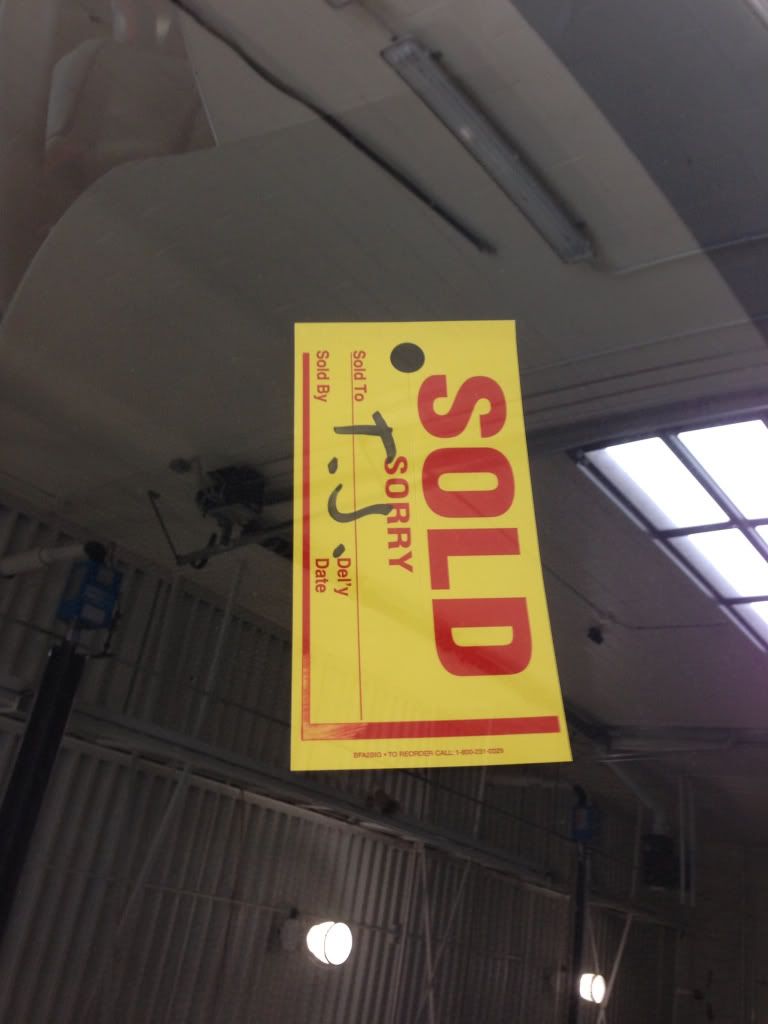 SOLD
SORRY
Sold To T.J.
Sold By
Del'y
Date